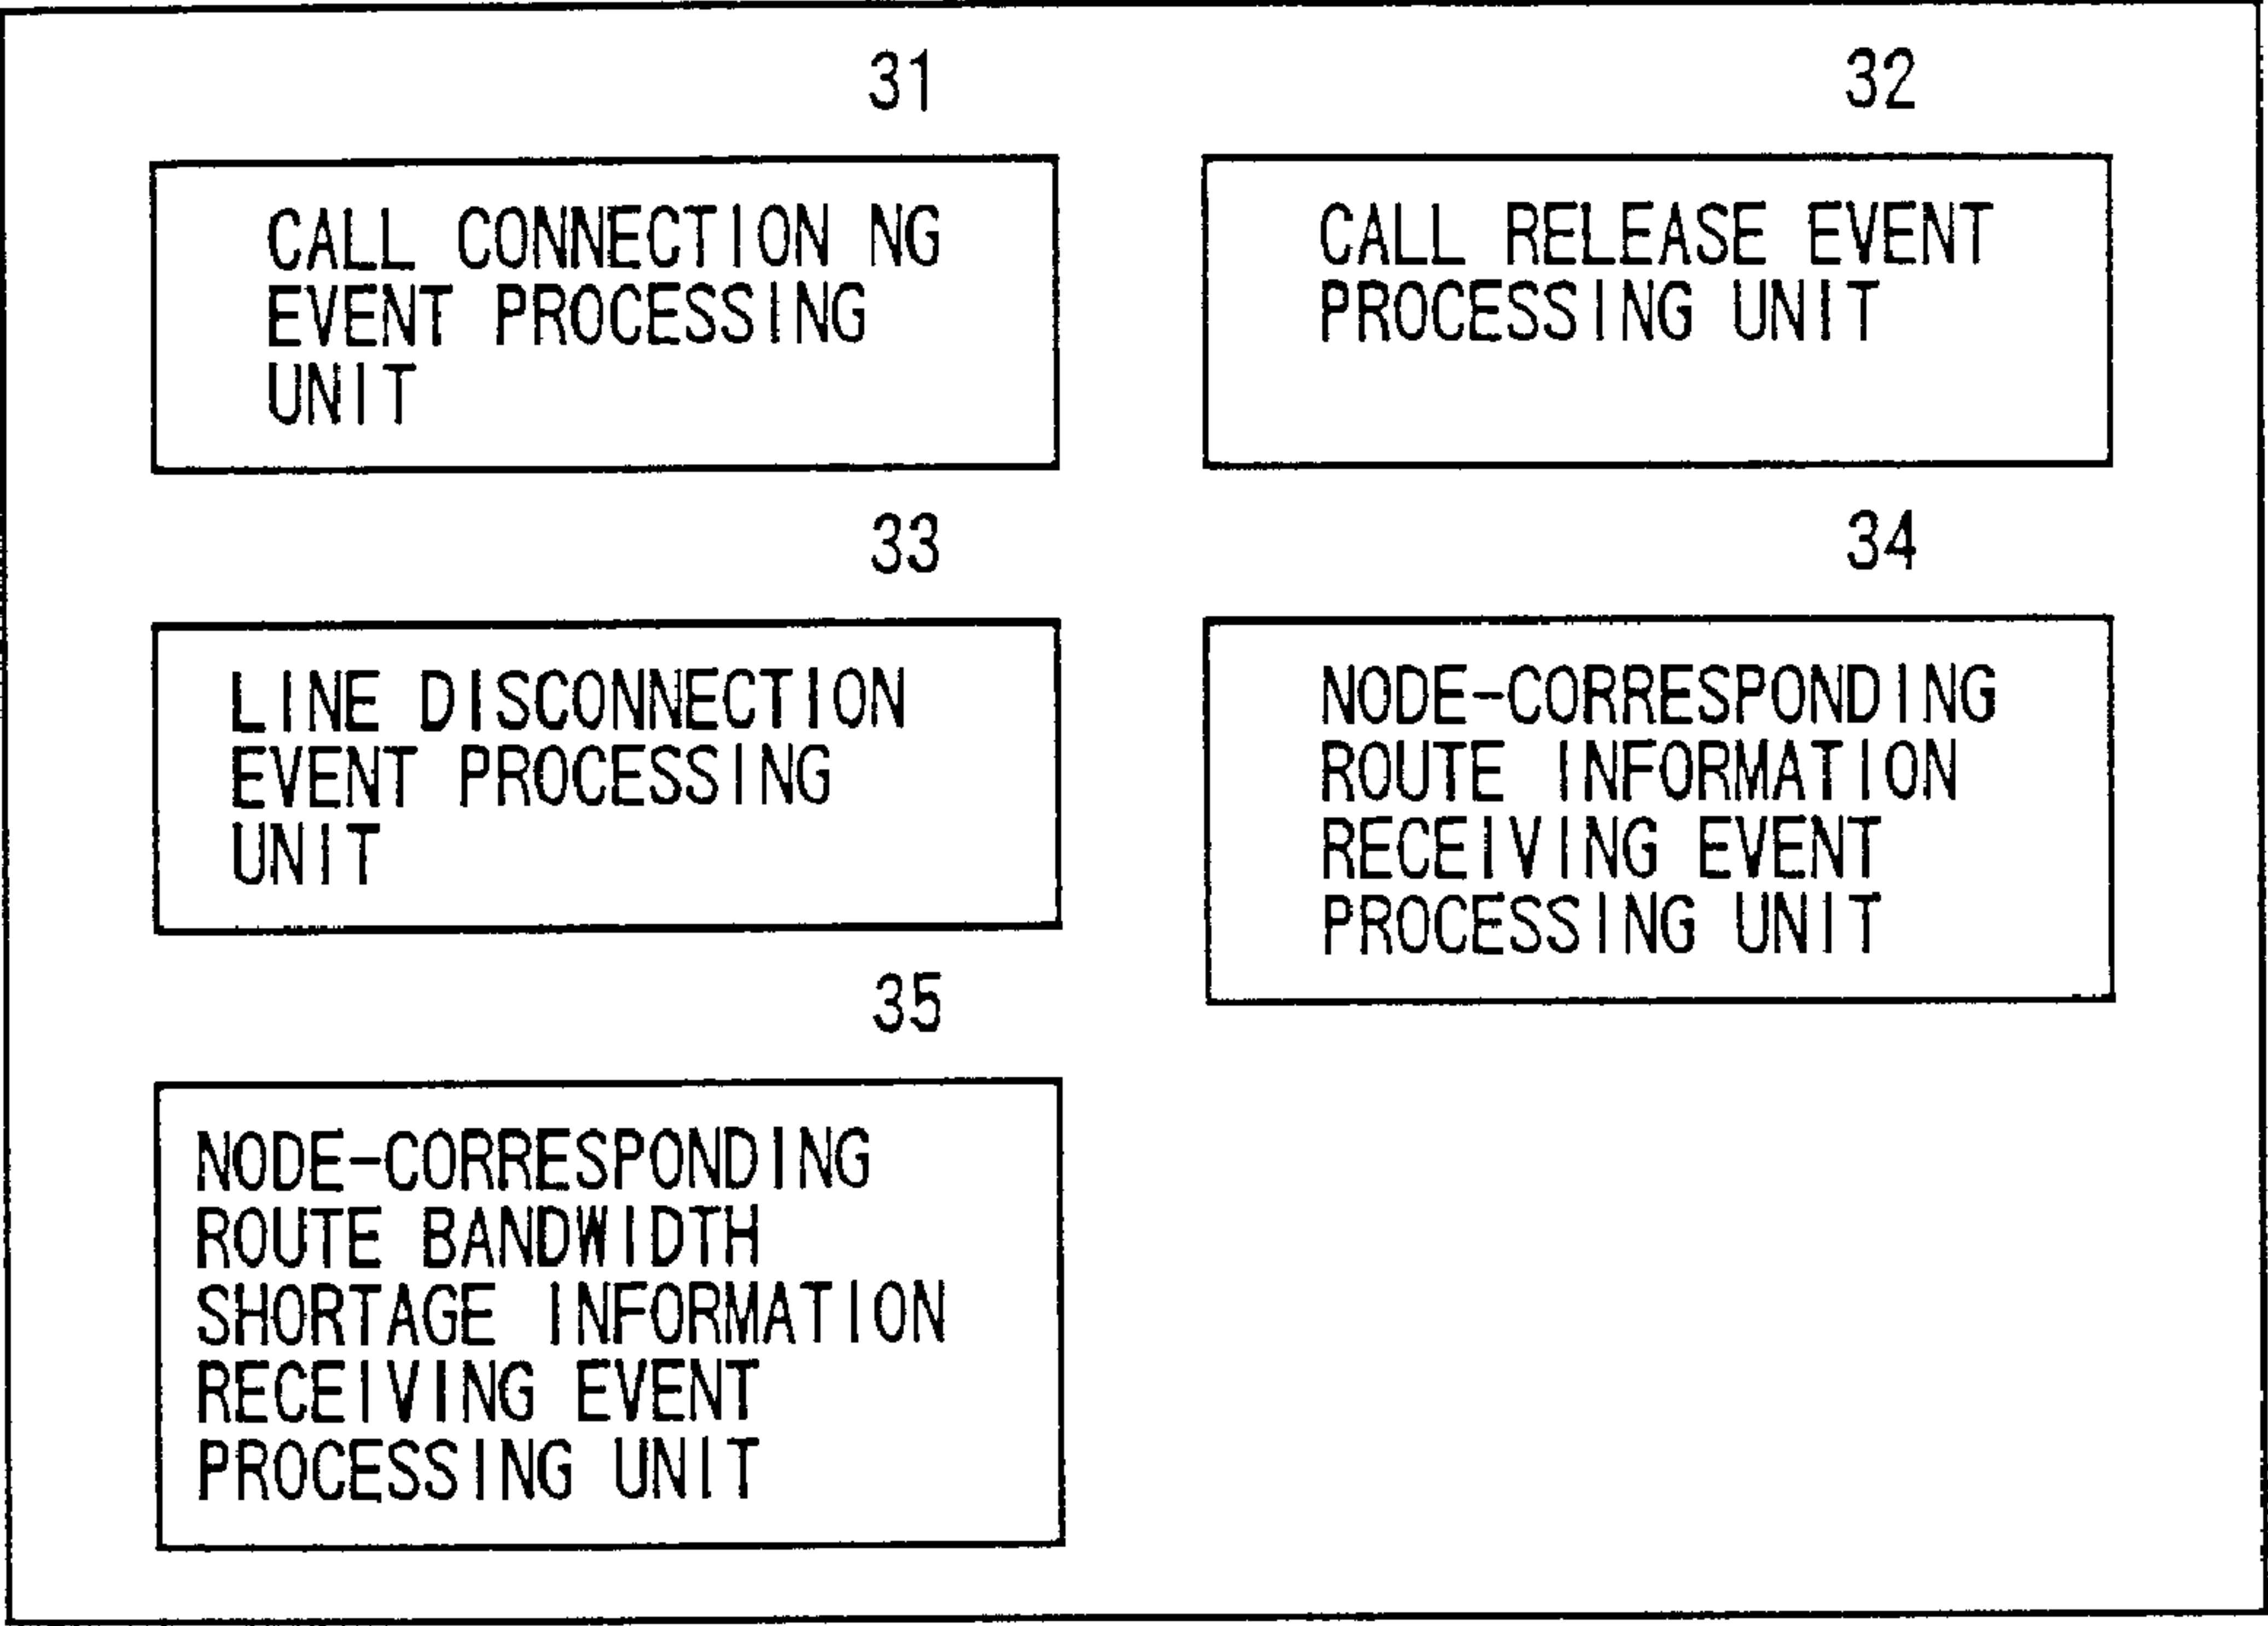 31
CALL CONNECTION NG
EVENT PROCESSING
UNIT
32
CALL RELEASE EVENT
PROCESSING UNIT
33
LINE DISCONNECTION
EVENT PROCESSING
UNIT
34
NODE-CORRESPONDING
ROUTE INFORMATION
RECEIVING EVENT
PROCESSING UNIT
35
NODE-CORRESPONDING
ROUTE BANDWIDTH
SHORTAGE INFORMATION
RECEIVING EVENT
PROCESSING UNIT